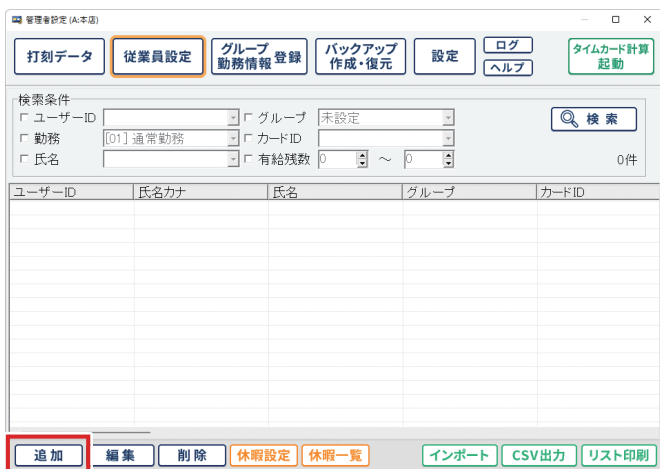 管理者設定 (A:本店)
打刻データ 従業員設定 グループ勤務情報 登録 バックアップ作成・復元 設定 ログ ヘルプ タイムカード計算起動
検索条件
ユーザーID グループ 未設定 検 索
勤務 [01] 通常勤務 カードID
氏名 有給残数 0 ～ 0 0件
ユーザーID 氏名カナ 氏名 グループ カードID
追加 編集 削除 休暇設定 休暇一覧 インポート CSV出力 リスト印刷